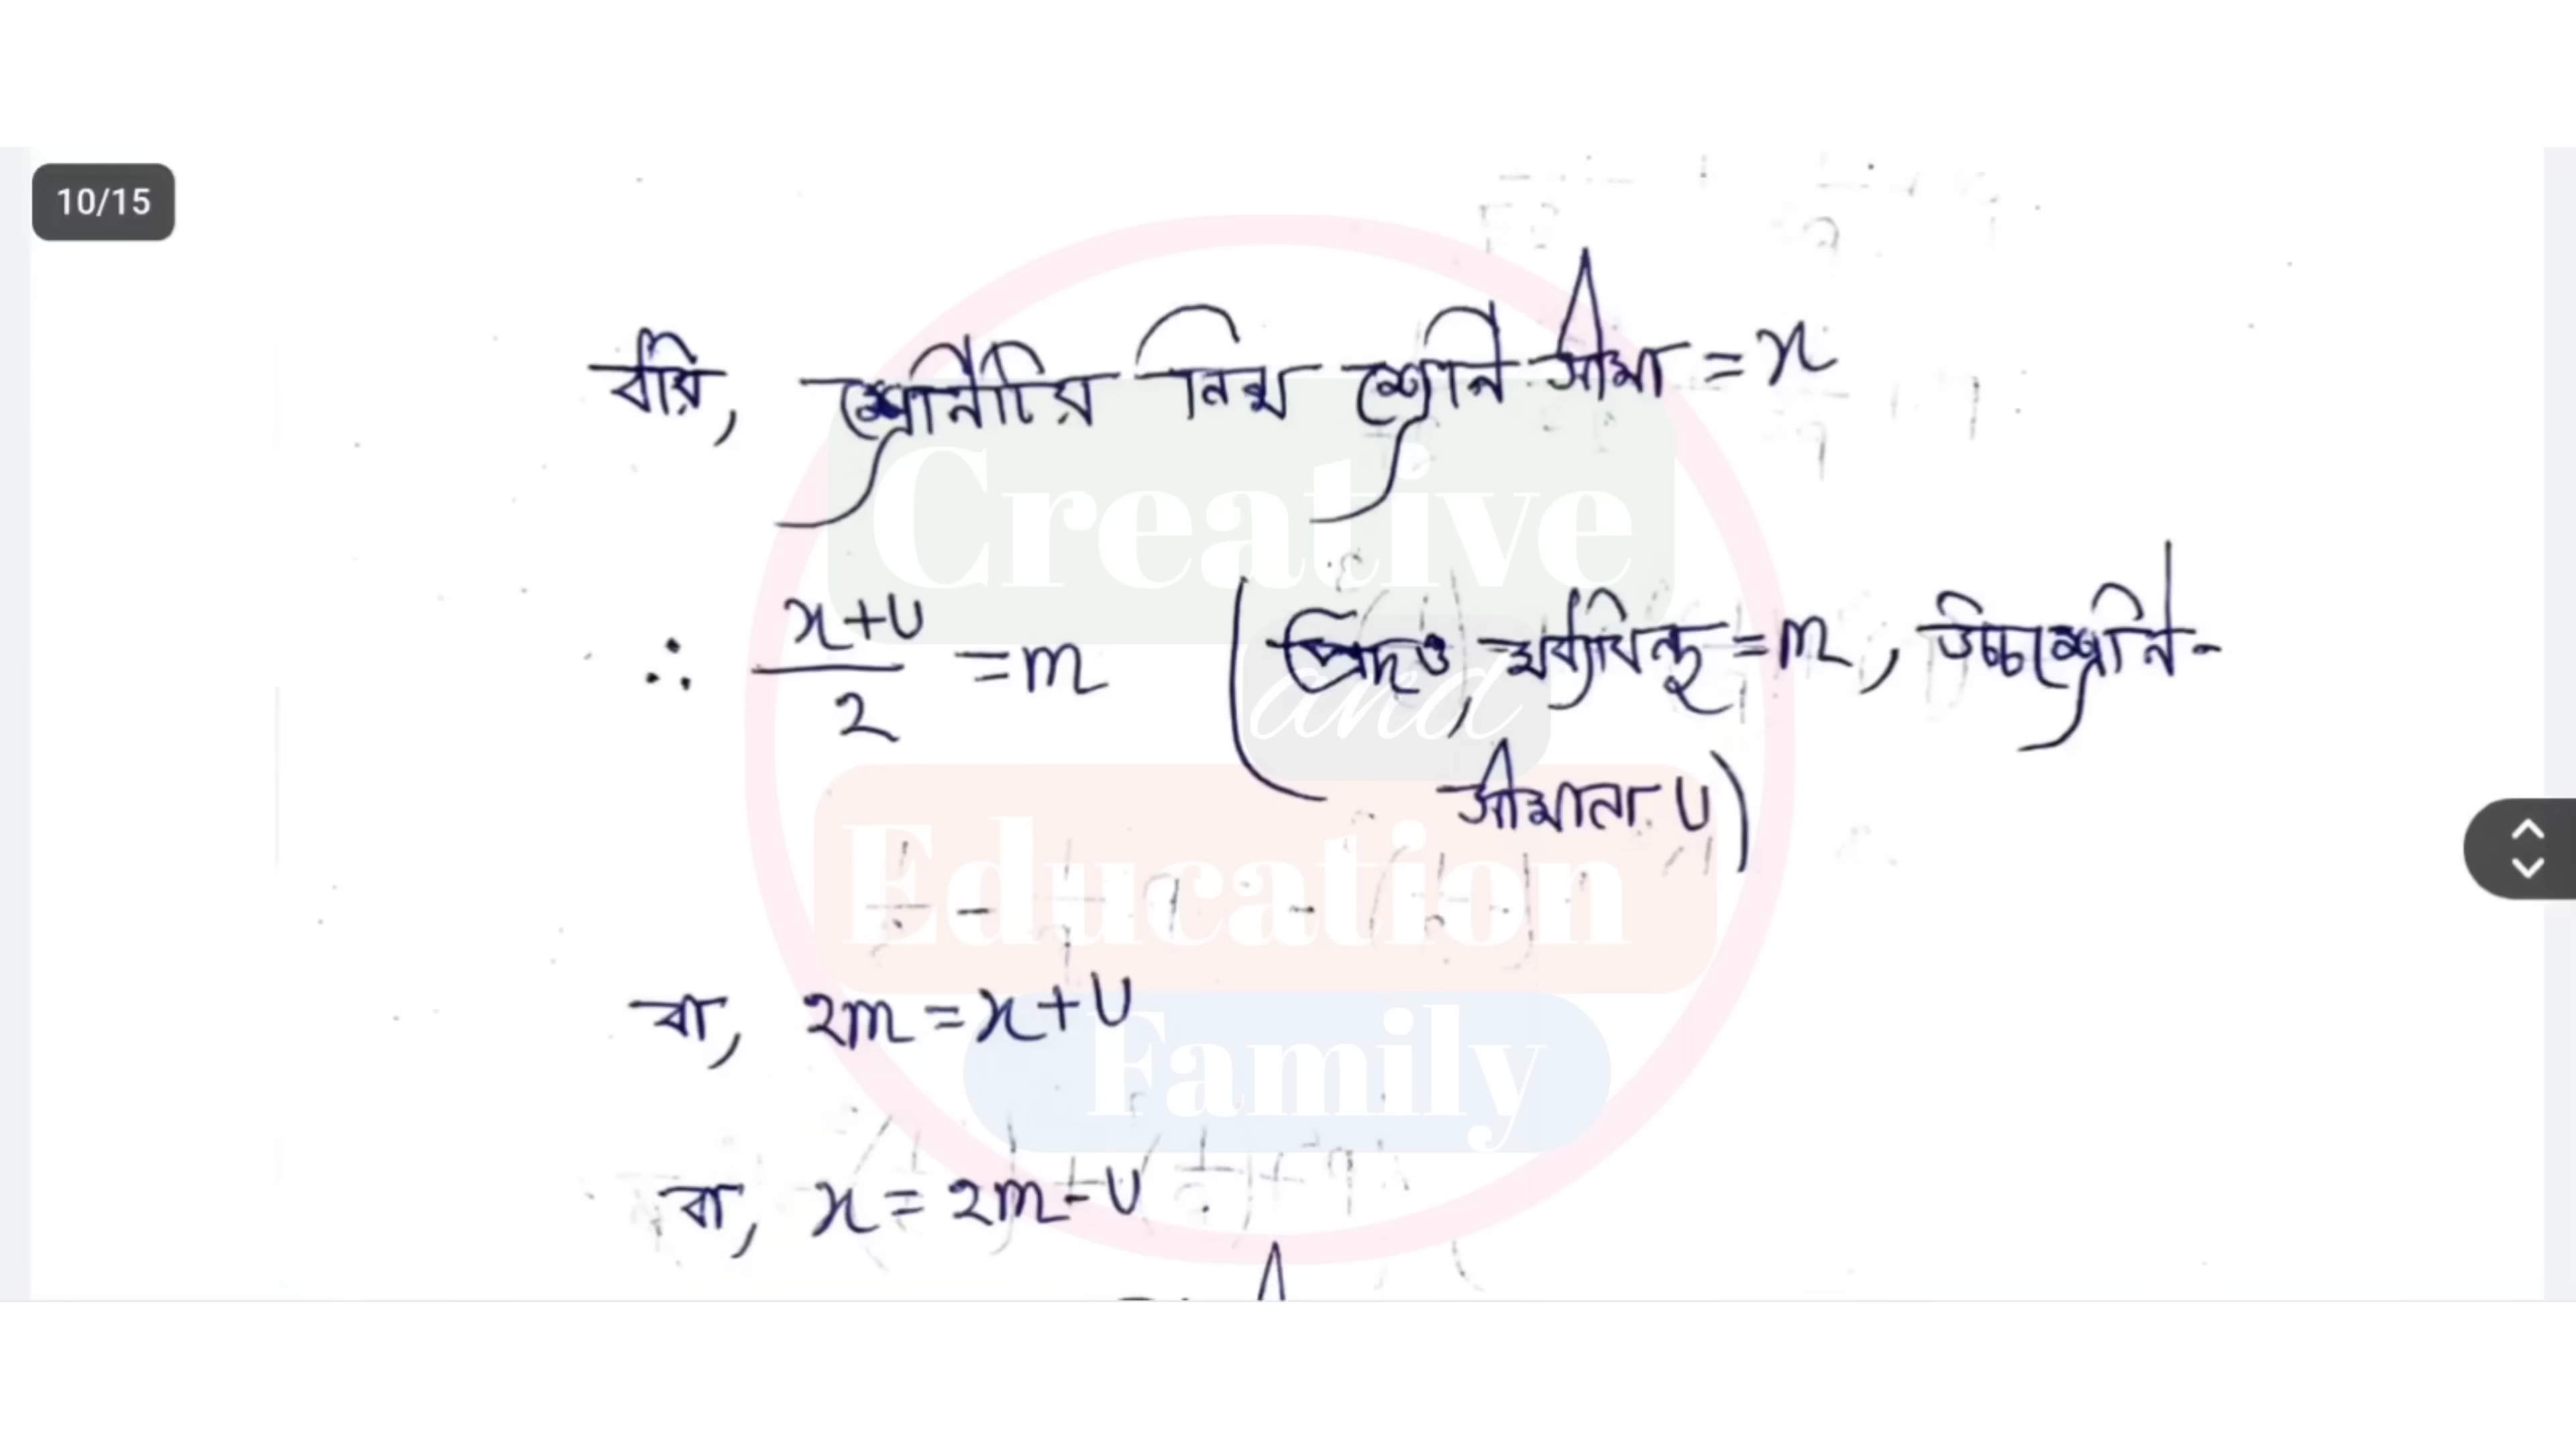 10/15
ধরি, শ্রেণিটির নিম্ন শ্রেণি সীমা = x
∴ x+U/2 = m (প্রদত্ত, মধ্যবিন্দু = m, উচ্চশ্রেণি-
সীমানা U)
বা, 2m = x+U
বা, x = 2m-U
Creative
and
Education
Family